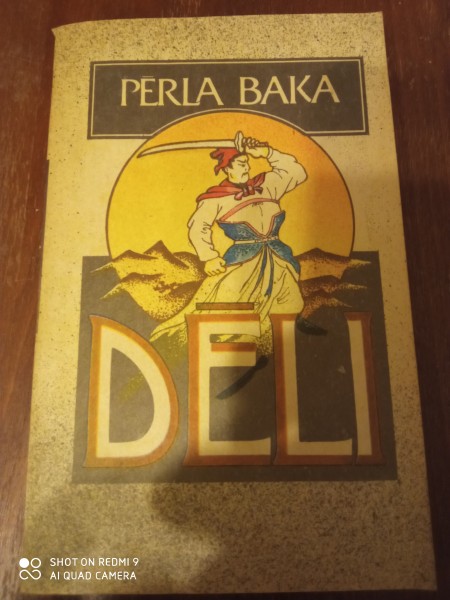 PĒRLA BAKA
DĒLI
SHOT ON REDMI 9
AI QUAD CAMERA